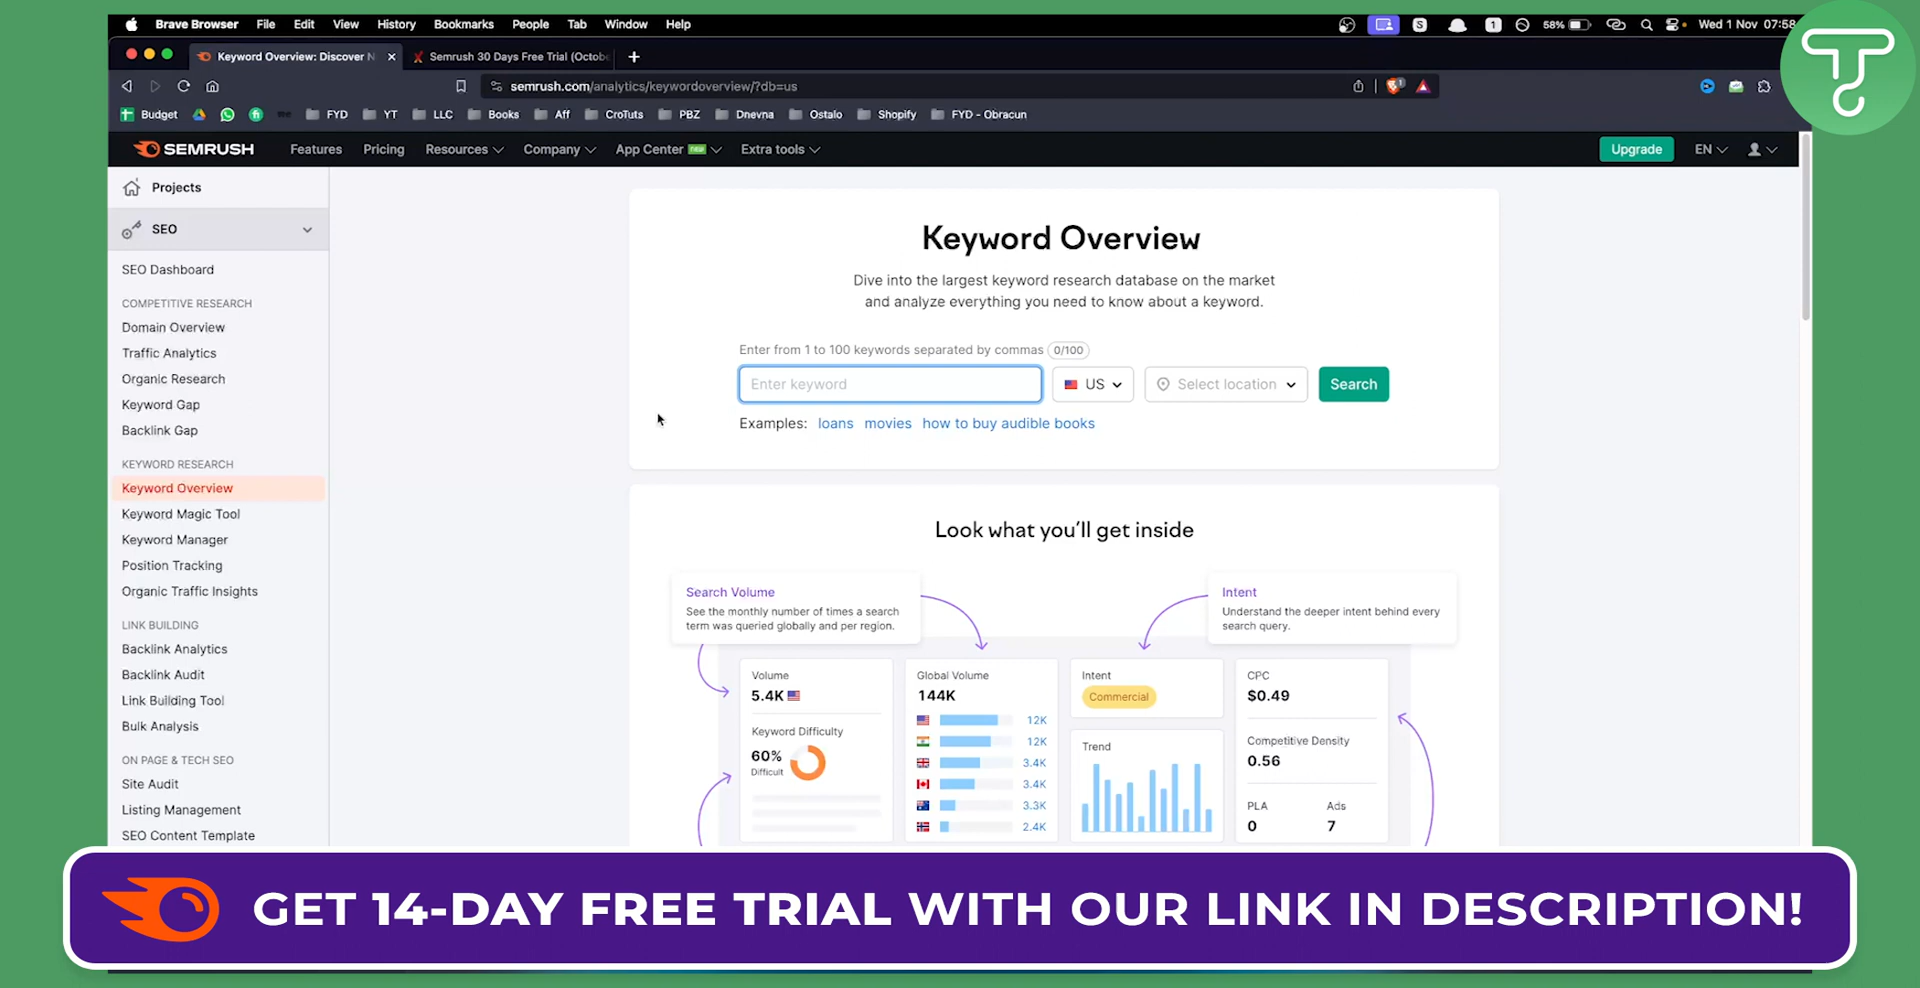 Brave Browser File Edit View History Bookmarks People Tab Window Help
S 1 58% Wed 1 Nov 07:58
Keyword Overview: Discover N
Semrush 30 Days Free Trial (Octob
semrush.com/analytics/keywordoverview/?db=us
Budget FYD YT LLC Books Aff CroTuts PBZ Dnevna Ostalo Shopify FYD - Obracun
SEMRUSH Features Pricing Resources Company App Center new Extra tools Upgrade EN
Projects
SEO
SEO Dashboard
COMPETITIVE RESEARCH
Domain Overview
Traffic Analytics
Organic Research
Keyword Gap
Backlink Gap
KEYWORD RESEARCH
Keyword Overview
Keyword Magic Tool
Keyword Manager
Position Tracking
Organic Traffic Insights
LINK BUILDING
Backlink Analytics
Backlink Audit
Link Building Tool
Bulk Analysis
ON PAGE & TECH SEO
Site Audit
Listing Management
SEO Content Template
Keyword Overview
Dive into the largest keyword research database on the market
and analyze everything you need to know about a keyword.
Enter from 1 to 100 keywords separated by commas 0/100
Enter keyword US Select location Search
Examples: loans movies how to buy audible books
Look what you'll get inside
Search Volume
See the monthly number of times a search
term was queried globally and per region.
Intent
Understand the deeper intent behind every
search query.
Volume
5.4K
Keyword Difficulty
60%
Difficult
Global Volume
144K
12K
12K
3.4K
3.4K
3.3K
2.4K
Intent
Commercial
Trend
CPC
$0.49
Competitive Density
0.56
PLA Ads
0 7
GET 14-DAY FREE TRIAL WITH OUR LINK IN DESCRIPTION!